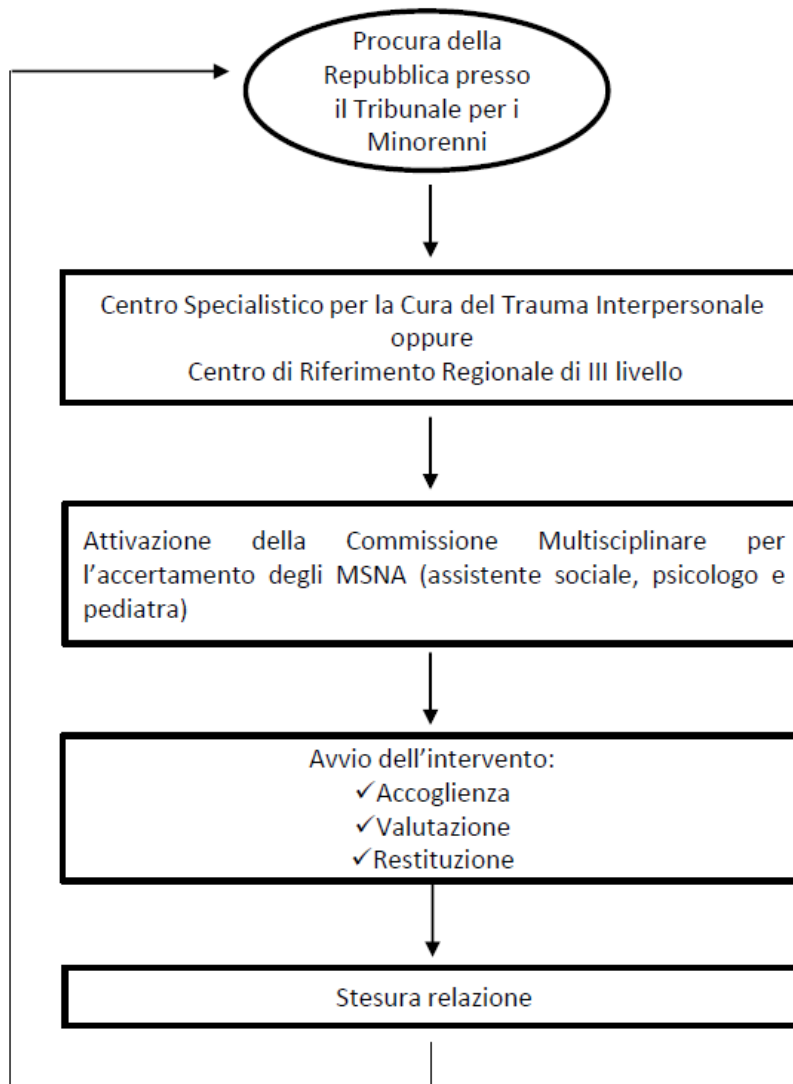 Procura della
Repubblica presso
il Tribunale per i
Minorenni
Centro Specialistico per la Cura del Trauma Interpersonale
oppure
Centro di Riferimento Regionale di III livello
Attivazione della Commissione Multisciplinare per
l’accertamento degli MSNA (assistente sociale, psicologo e
pediatra)
Avvio dell’intervento:
✓Accoglienza
✓Valutazione
✓Restituzione
Stesura relazione